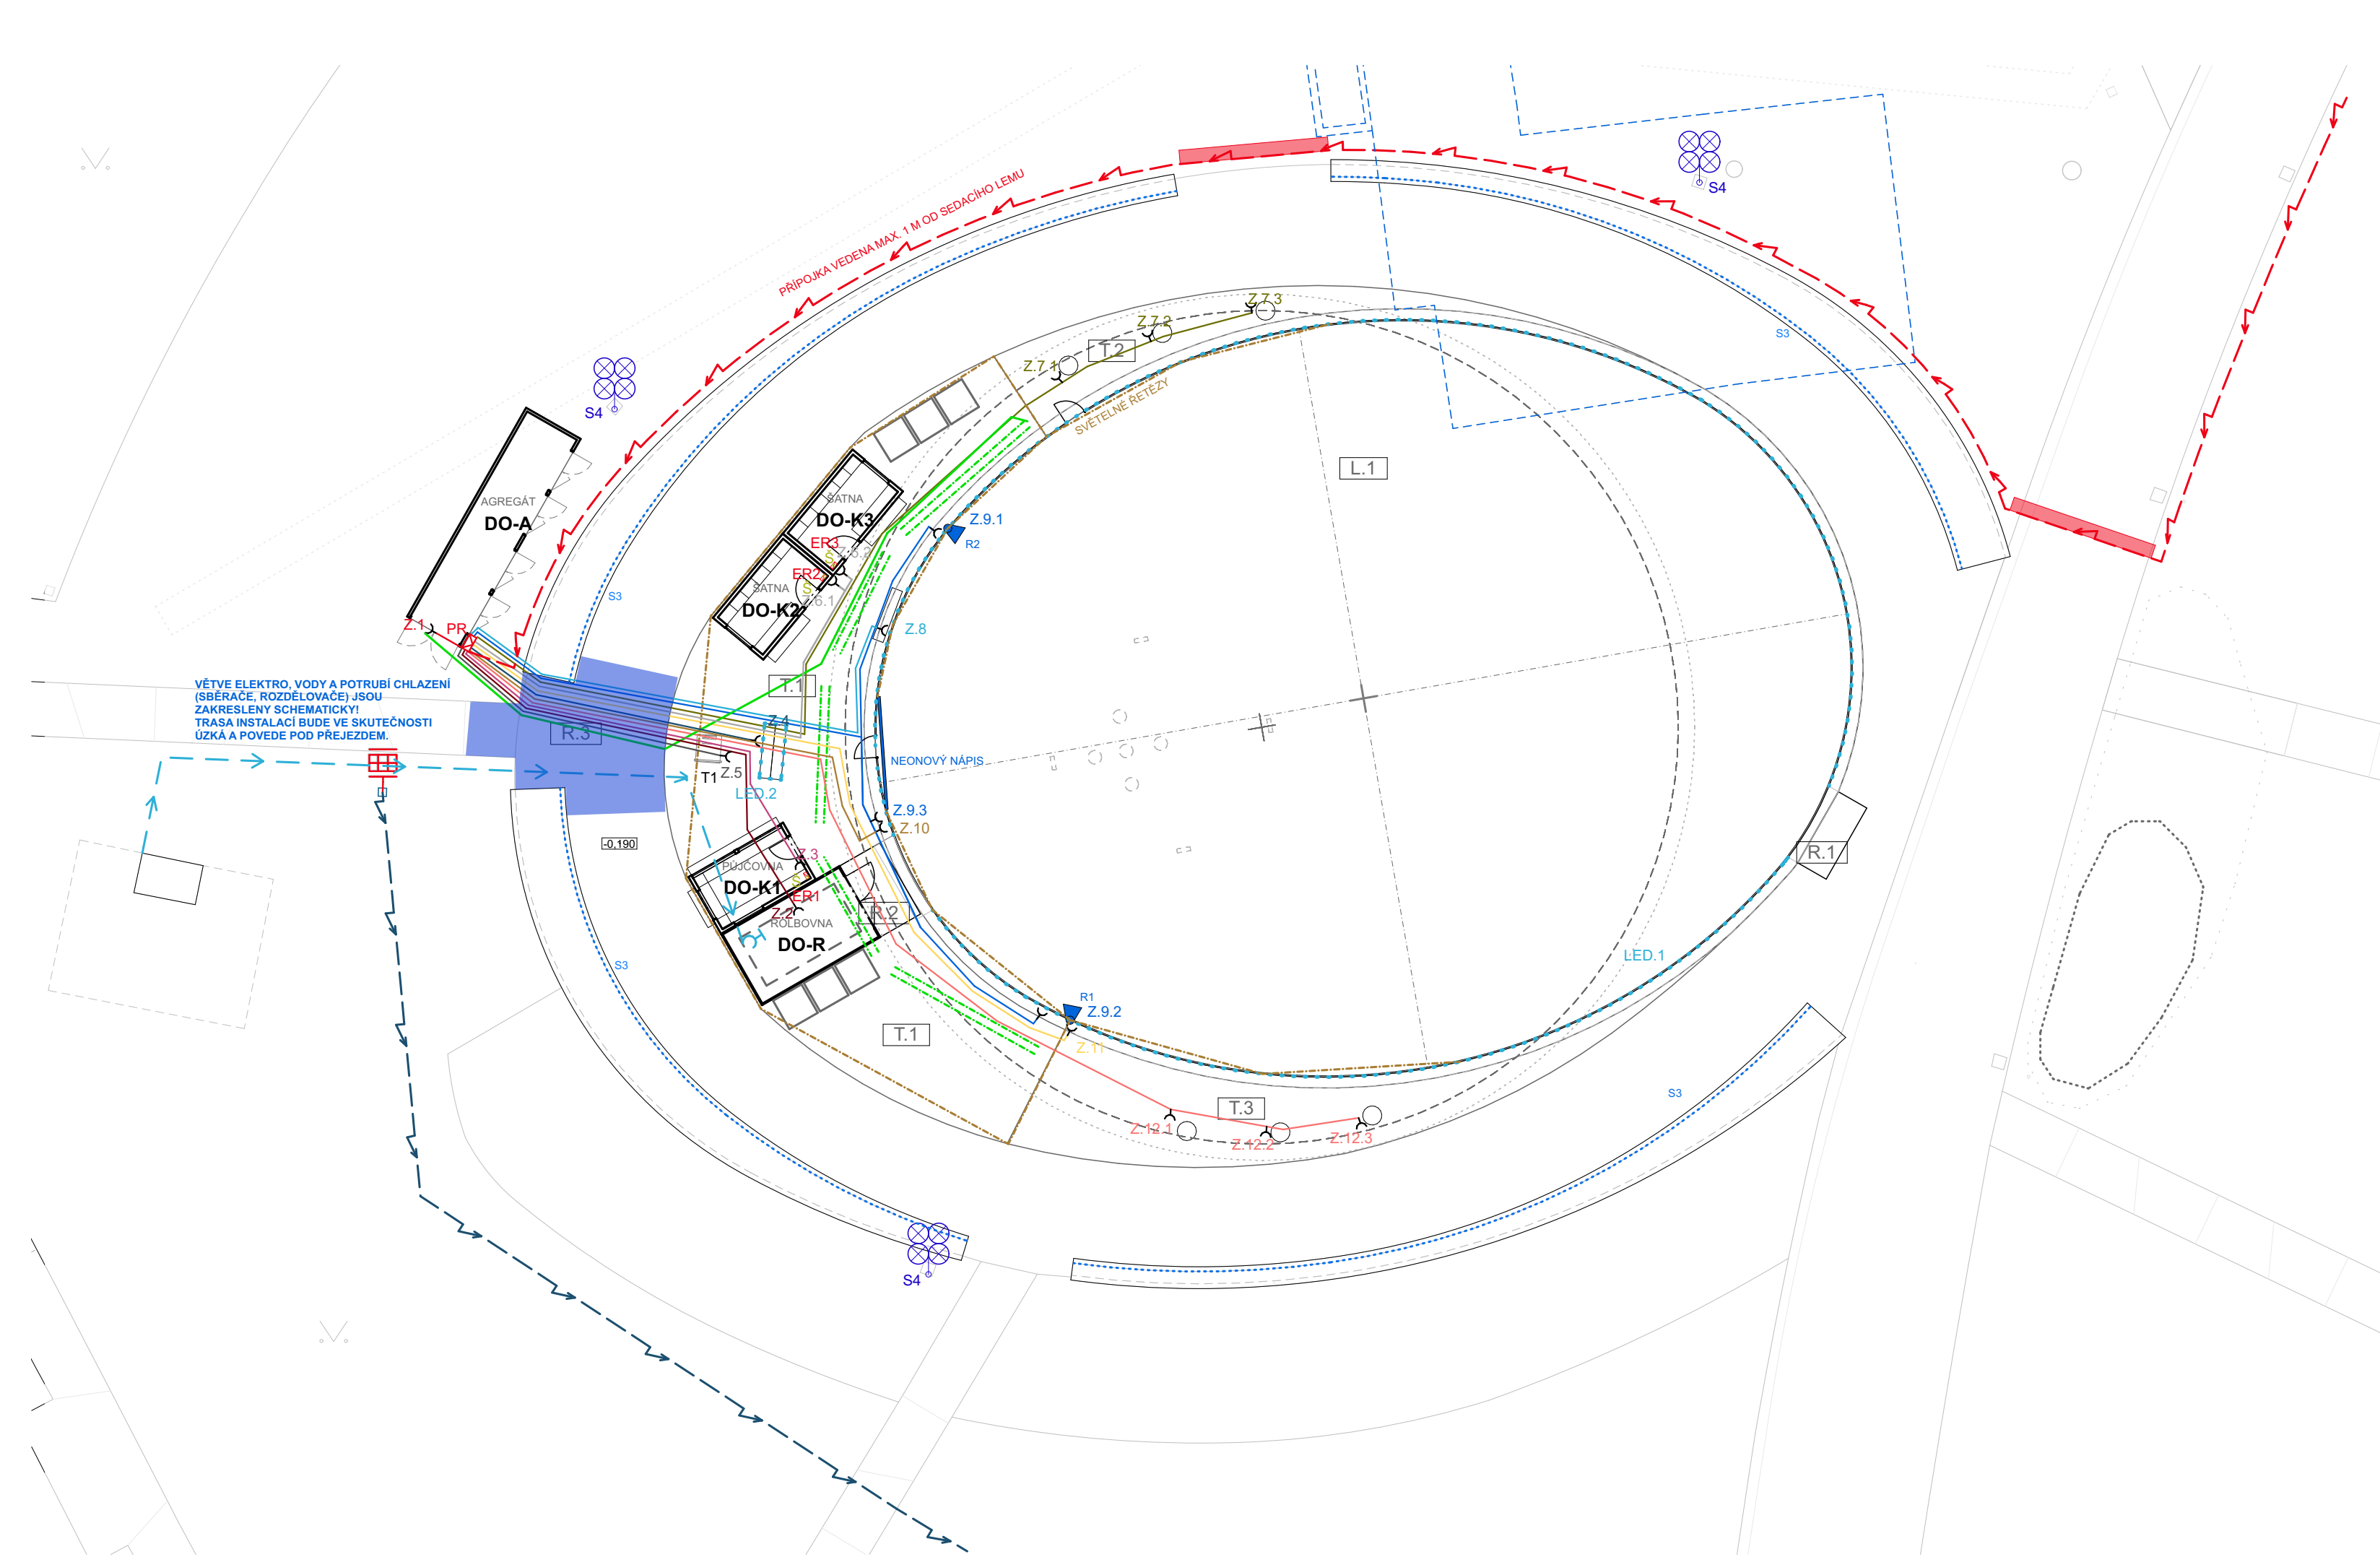 S4
PŘÍPOJKA VEDENA MAX. 1 M OD SEDACÍHO LEMU
Z.7.3
Z.7.2
S3
T.2
Z.7.1
SVĚTELNÉ ŘETĚZY
S4
L.1
AGREGÁT
DO-A
ŠATNA
DO-K3
Z.9.1
R2
ER3
Z.6.2
Š
ER2
ŠATNA
Š
Z.6.1
DO-K2
S3
Z.1
PR
Z.8
VĚTVE ELEKTRO, VODY A POTRUBÍ CHLAZENÍ
(SBĚRAČE, ROZDĚLOVAČE) JSOU
ZAKRESLENY SCHEMATICKY!
TRASA INSTALACÍ BUDE VE SKUTEČNOSTI
ÚZKÁ A POVEDE POD PŘEJEZDEM.
T.1
Z.4
R.3
NEONOVÝ NÁPIS
T1
Z.5
LED.2
Z.9.3
Z.10
-0,190
Z.3
PŮJČOVNA
Š
DO-K1
ER1
R.1
Z.2
R.2
ROLBOVNA
DO-R
LED.1
S3
R1
Z.9.2
T.1
Z.11
S3
T.3
Z.12.1
Z.12.2
Z.12.3
S4